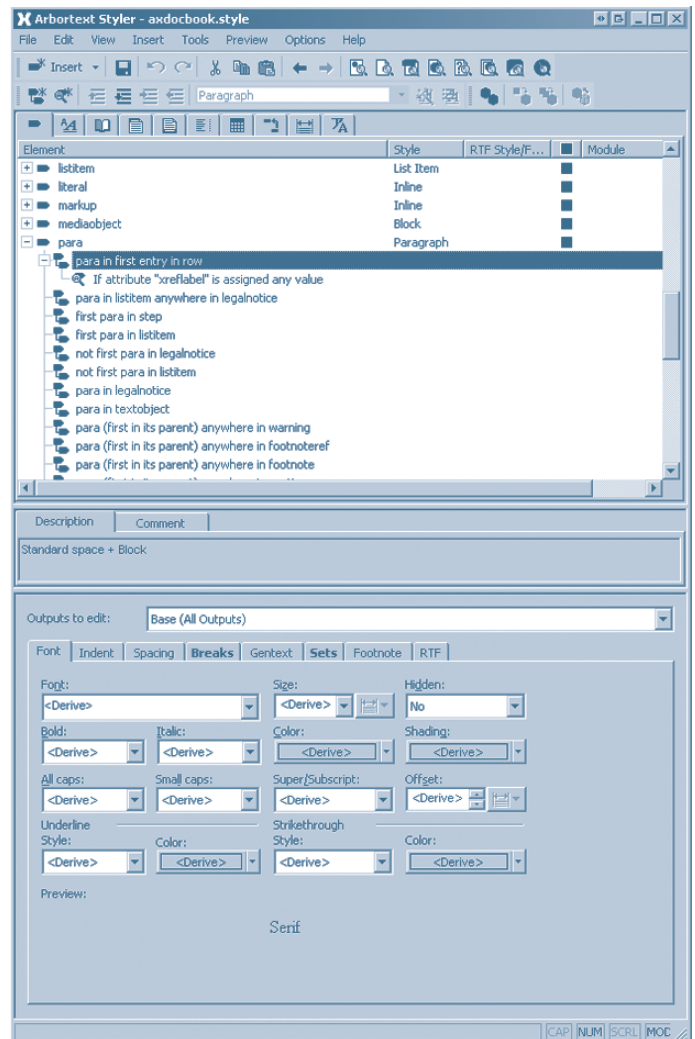 Arbortext Styler - axdocbook.style
File Edit View Insert Tools Preview Options Help
Insert
Paragraph
Element Style RTF Style/F... Module
listitem List Item
literal Inline
markup Inline
mediaobject Block
para Paragraph
para in first entry in row
If attribute "xreflabel" is assigned any value
para in listitem anywhere in legalnotice
first para in step
first para in listitem
not first para in legalnotice
not first para in listitem
para in legalnotice
para in textobject
para (first in its parent) anywhere in warning
para (first in its parent) anywhere in footnoteref
para (first in its parent) anywhere in footnote
Description Comment
Standard space + Block
Outputs to edit: Base (All Outputs)
Font Indent Spacing Breaks Gentext Sets Footnote RTF
Font: Size: Hidden:
<Derive> <Derive> No
Bold: Italic: Color: Shading:
<Derive> <Derive> <Derive> <Derive>
All caps: Small caps: Super/Subscript: Offset:
<Derive> <Derive> <Derive> <Derive>
Underline Strikethrough
Style: Color: Style: Color:
<Derive> <Derive> <Derive> <Derive>
Preview:
Serif
CAP NUM SCRL MOD